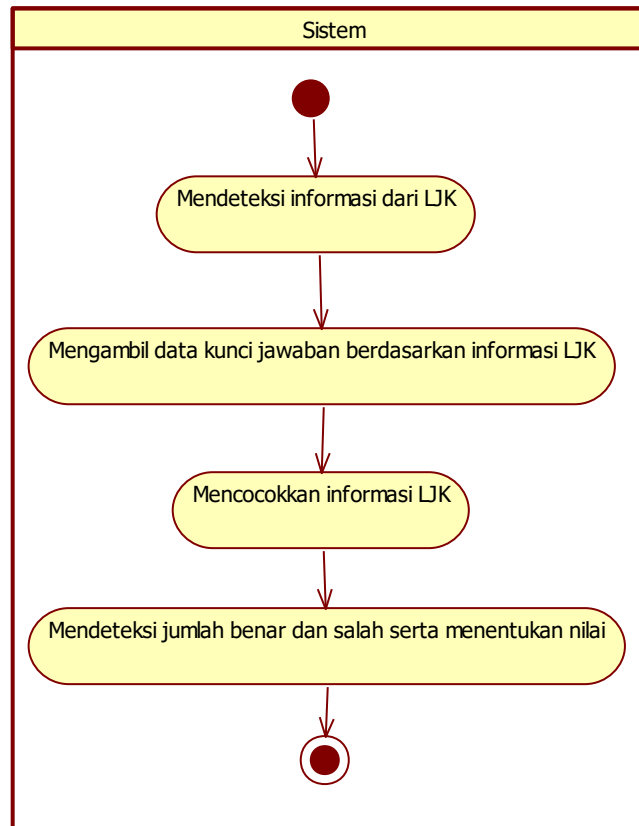 Sistem
Mendeteksi informasi dari LJK
Mengambil data kunci jawaban berdasarkan informasi LJK
Mencocokkan informasi LJK
Mendeteksi jumlah benar dan salah serta menentukan nilai